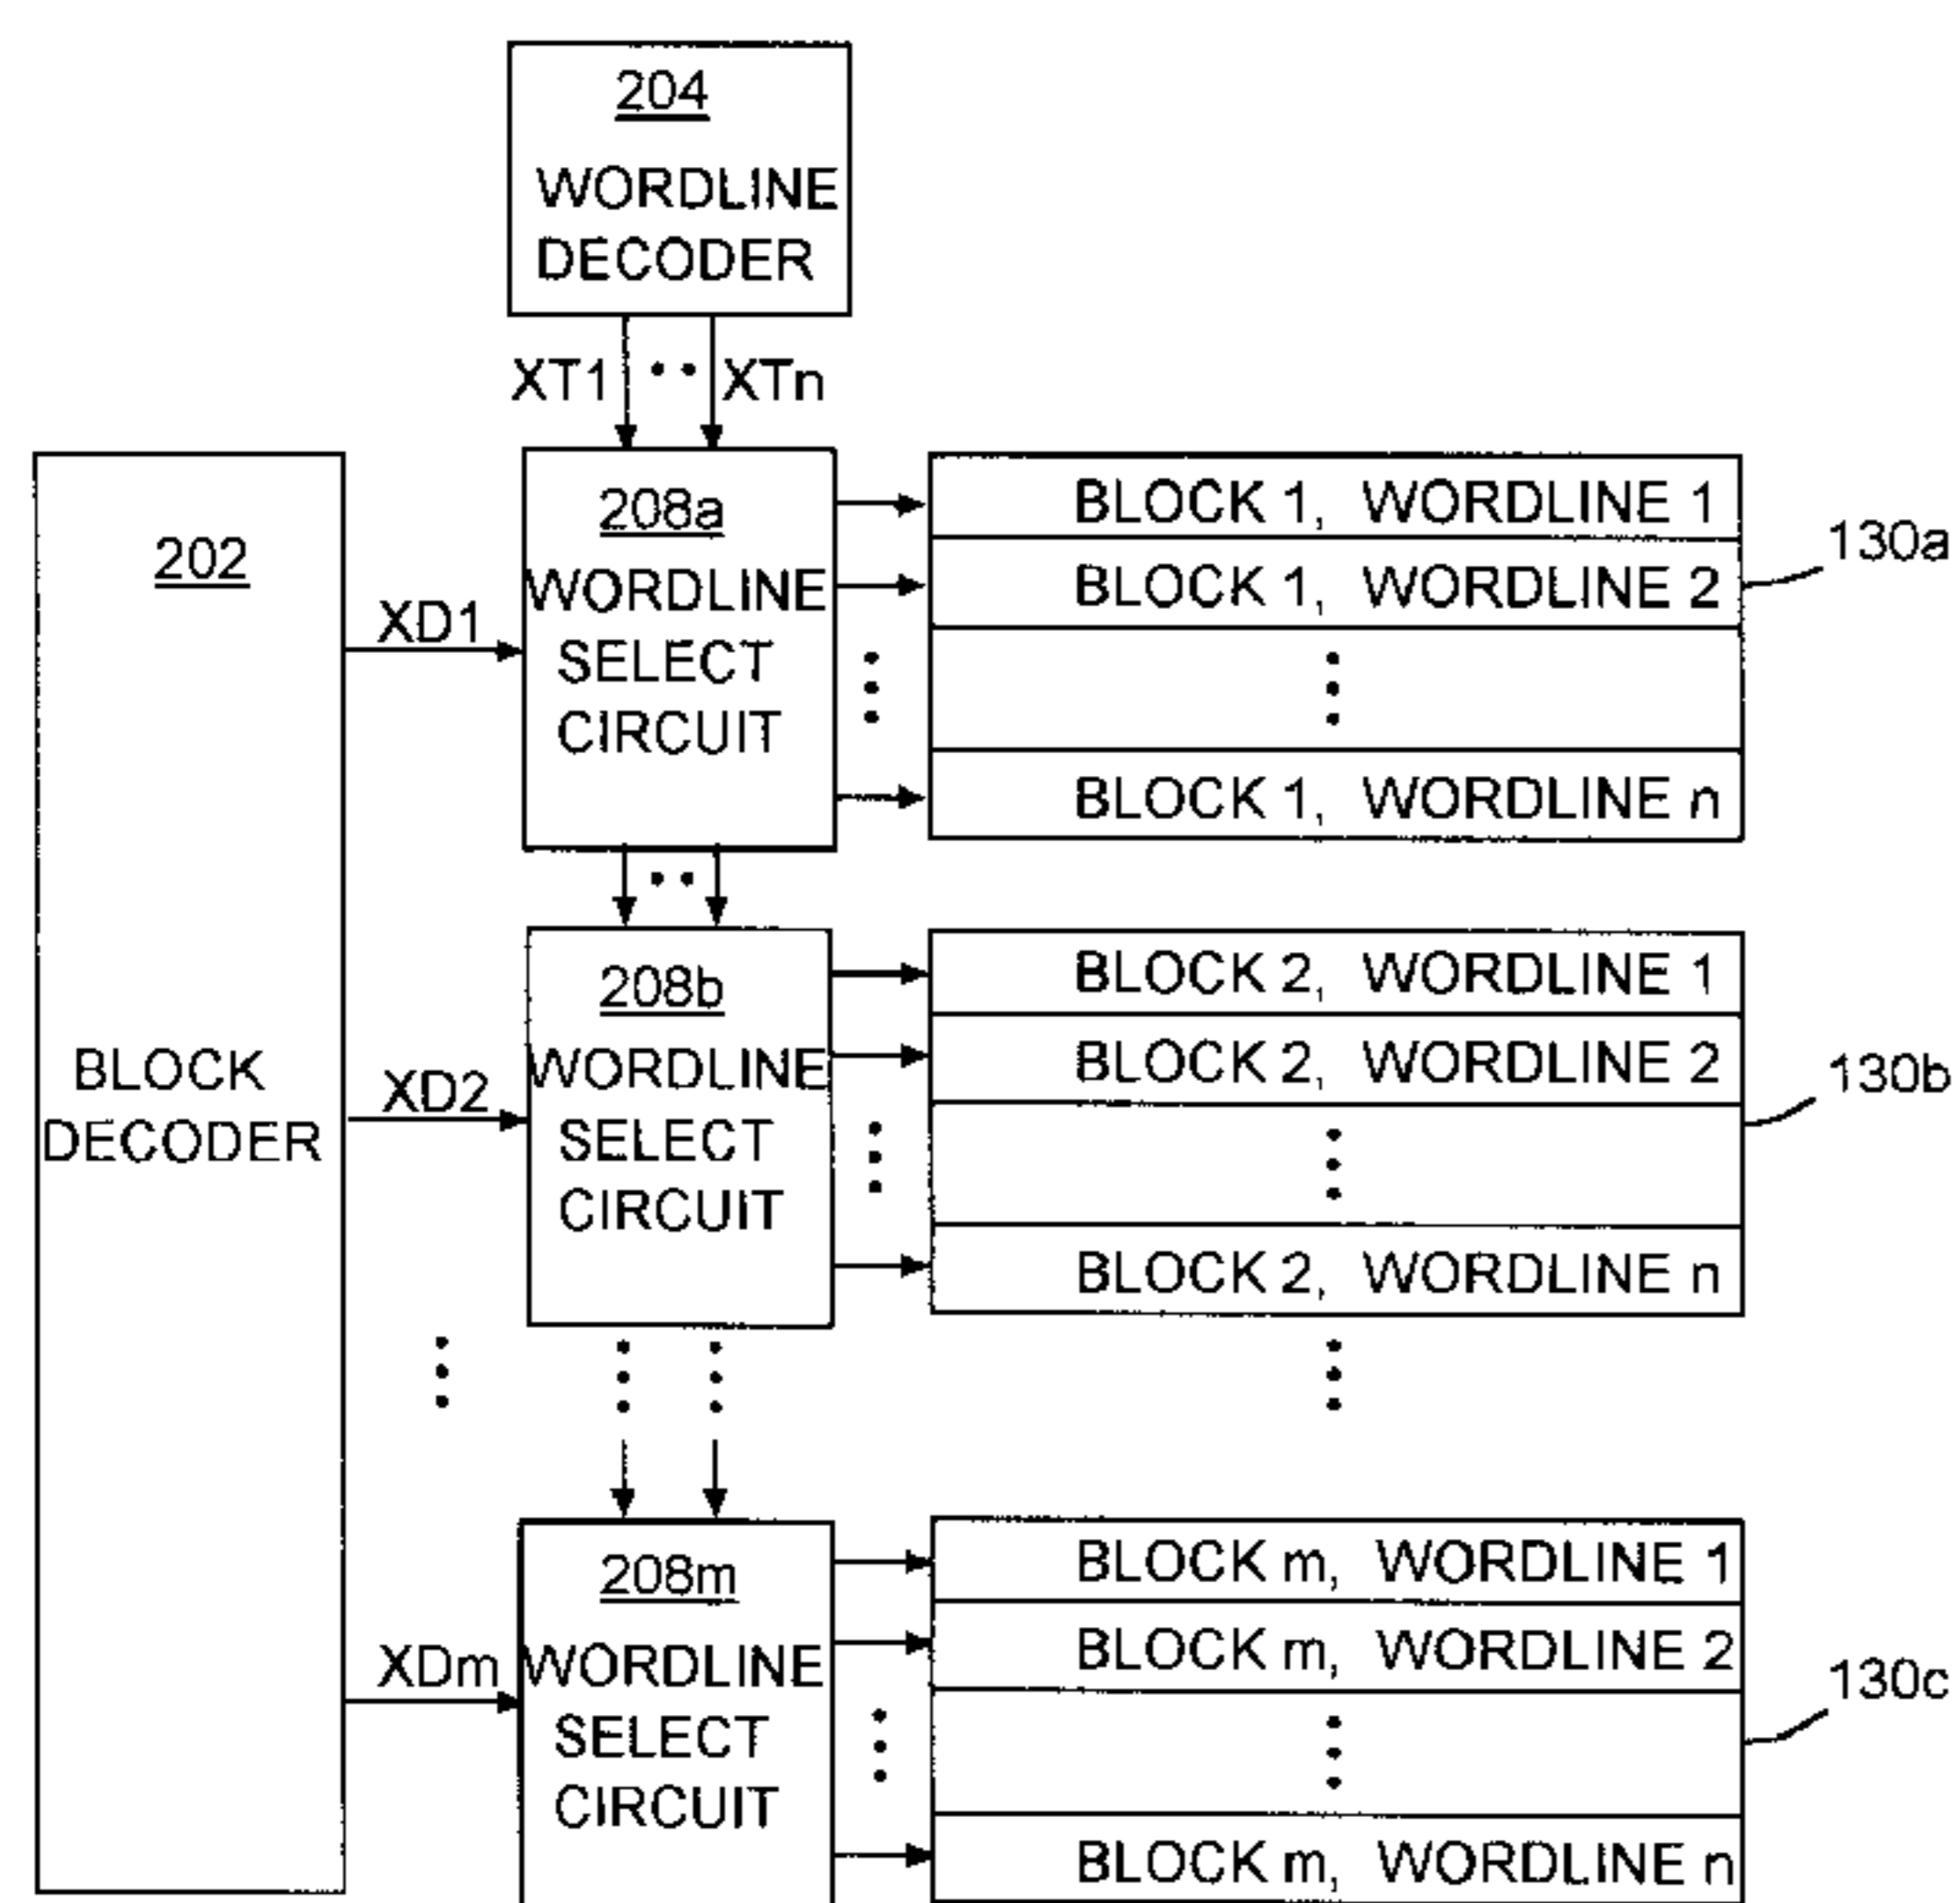 204
WORDLINE
DECODER
XT1
XTn
202
BLOCK
DECODER
XD1
208a
WORDLINE
SELECT
CIRCUIT
BLOCK 1, WORDLINE 1
BLOCK 1, WORDLINE 2
BLOCK 1, WORDLINE n
130a
XD2
208b
WORDLINE
SELECT
CIRCUIT
BLOCK 2, WORDLINE 1
BLOCK 2, WORDLINE 2
BLOCK 2, WORDLINE n
130b
XDm
208m
WORDLINE
SELECT
CIRCUIT
BLOCK m, WORDLINE 1
BLOCK m, WORDLINE 2
BLOCK m, WORDLINE n
130c